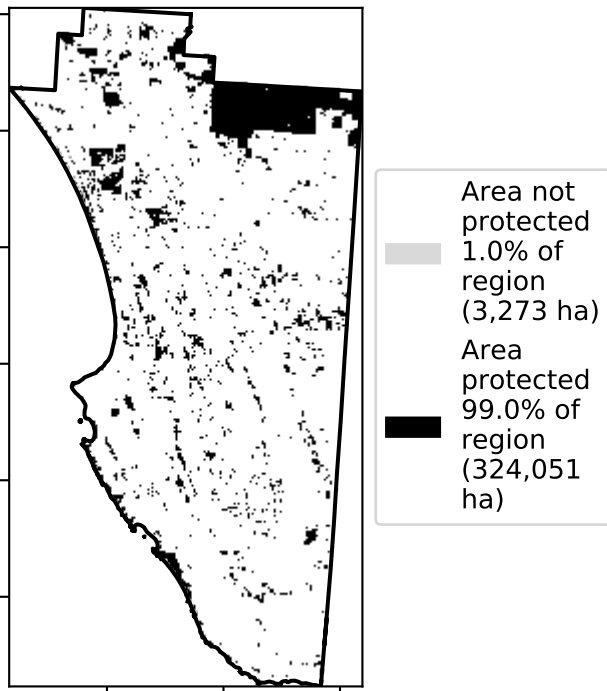 Area not
protected
1.0% of
region
(3,273 ha)
Area
protected
99.0% of
region
(324,051
ha)